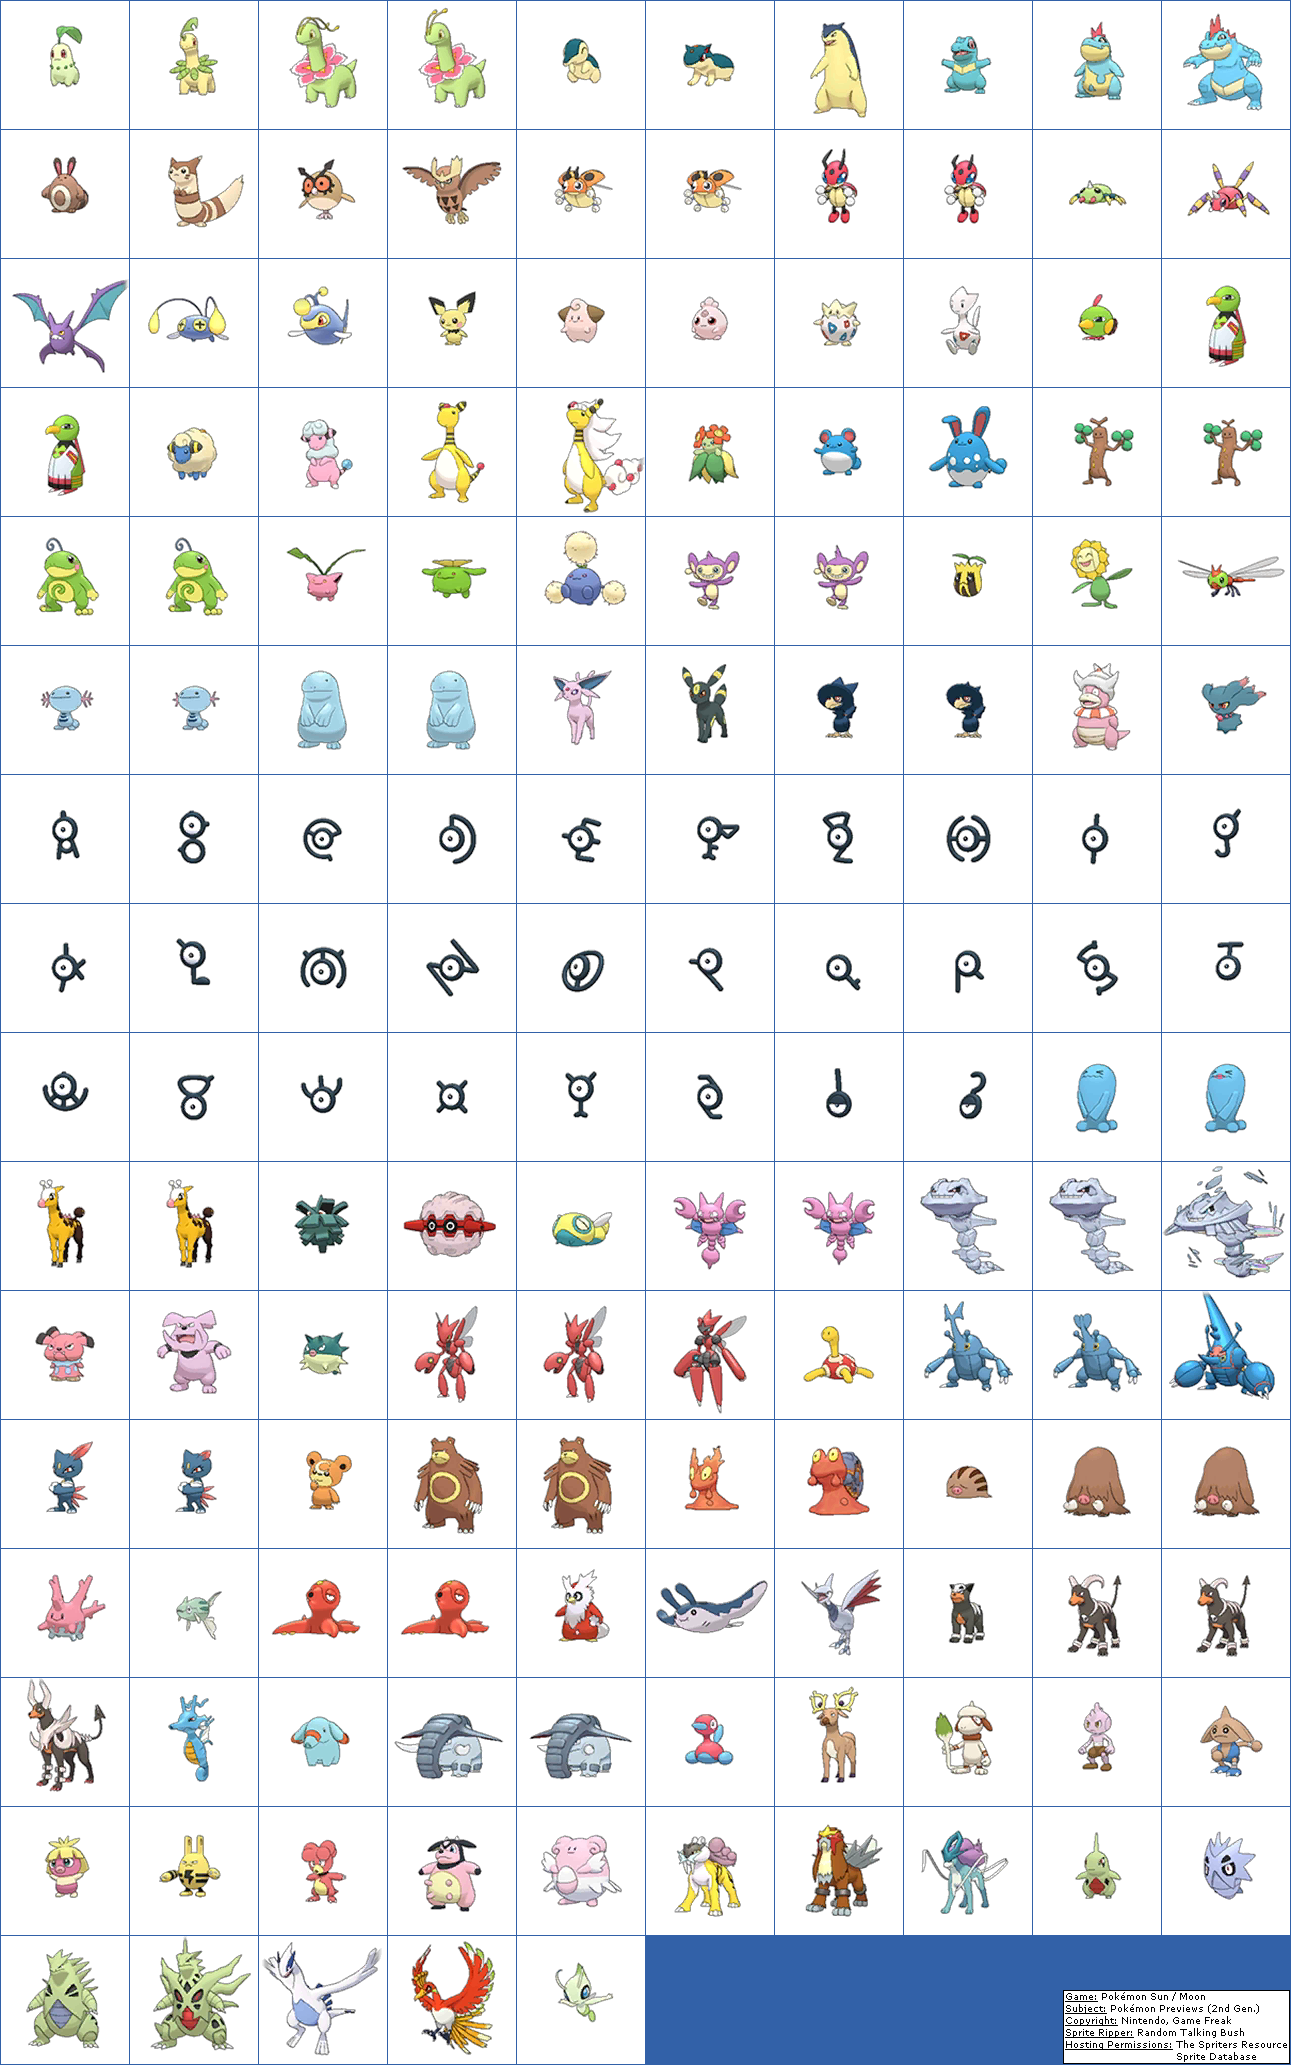 Game: Pokémon Sun / Moon
Subject: Pokémon Previews (2nd Gen.)
Copyright: Nintendo, Game Freak
Sprite Ripper: Random Talking Bush
Hosting Permissions: The Spriters Resource
Sprite Database